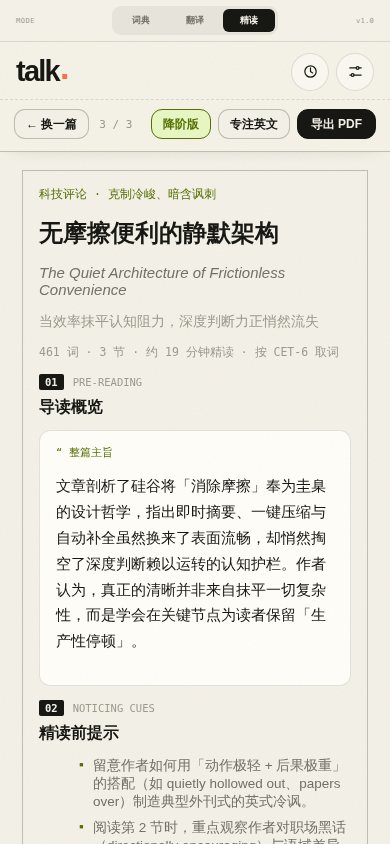 MODE
词典
翻译
精读
v1.0
talk.
← 换一篇
3 / 3
降阶版
专注英文
导出 PDF
科技评论 · 克制冷峻、暗含讽刺
无摩擦便利的静默架构
The Quiet Architecture of Frictionless
Convenience
当效率抹平认知阻力，深度判断力正悄然流失
461 词 · 3 节 · 约 19 分钟精读 · 按 CET-6 取词
01 PRE-READING
导读概览
“ 整篇主旨
文章剖析了硅谷将「消除摩擦」奉为圭臬
的设计哲学，指出即时摘要、一键压缩与
自动补全虽然换来了表面流畅，却悄然掏
空了深度判断赖以运转的认知护栏。作者
认为，真正的清晰并非来自抹平一切复杂
性，而是学会在关键节点为读者保留「生
产性停顿」。
02 NOTICING CUES
精读前提示
▪ 留意作者如何用「动作极轻 + 后果极重」
的搭配（如 quietly hollowed out、papers
over）制造典型外刊式的英式冷讽。
▪ 阅读第 2 节时，重点观察作者对职场黑话
（directionally encouraging）与语域差异